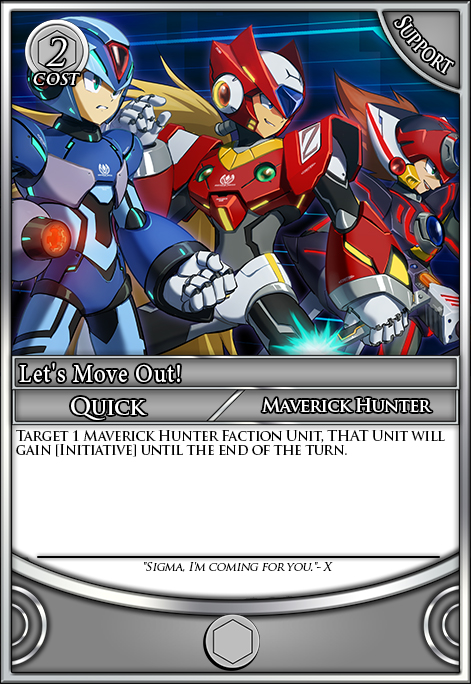 2
COST
Support
Let's Move Out!
Quick
Maverick Hunter
Target 1 Maverick Hunter Faction Unit, THAT Unit will
gain [Initiative] until the end of the turn.
"Sigma, I'm coming for you."- X